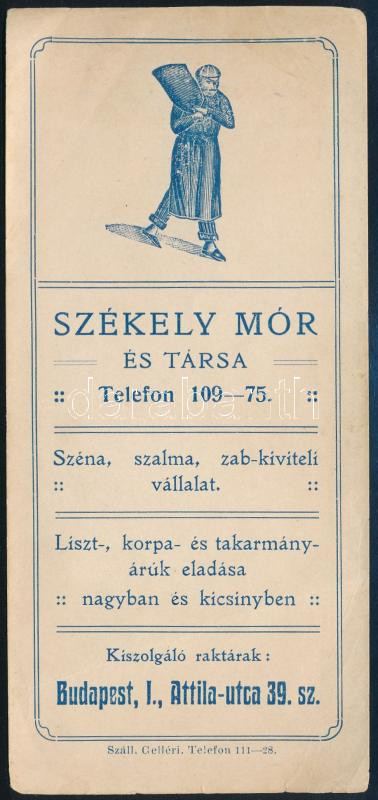 SZÉKELY MÓR
ÉS TÁRSA
:: Telefon 109—75. ::
Széna, szalma, zab-kiviteli
:: vállalat. ::
Liszt-, korpa- és takarmány-
árúk eladása
:: nagyban és kicsinyben ::
Kiszolgáló raktárak:
Budapest, I., Attila-utca 39. sz.
Száll. Gelléri. Telefon 111—28.
darabanth